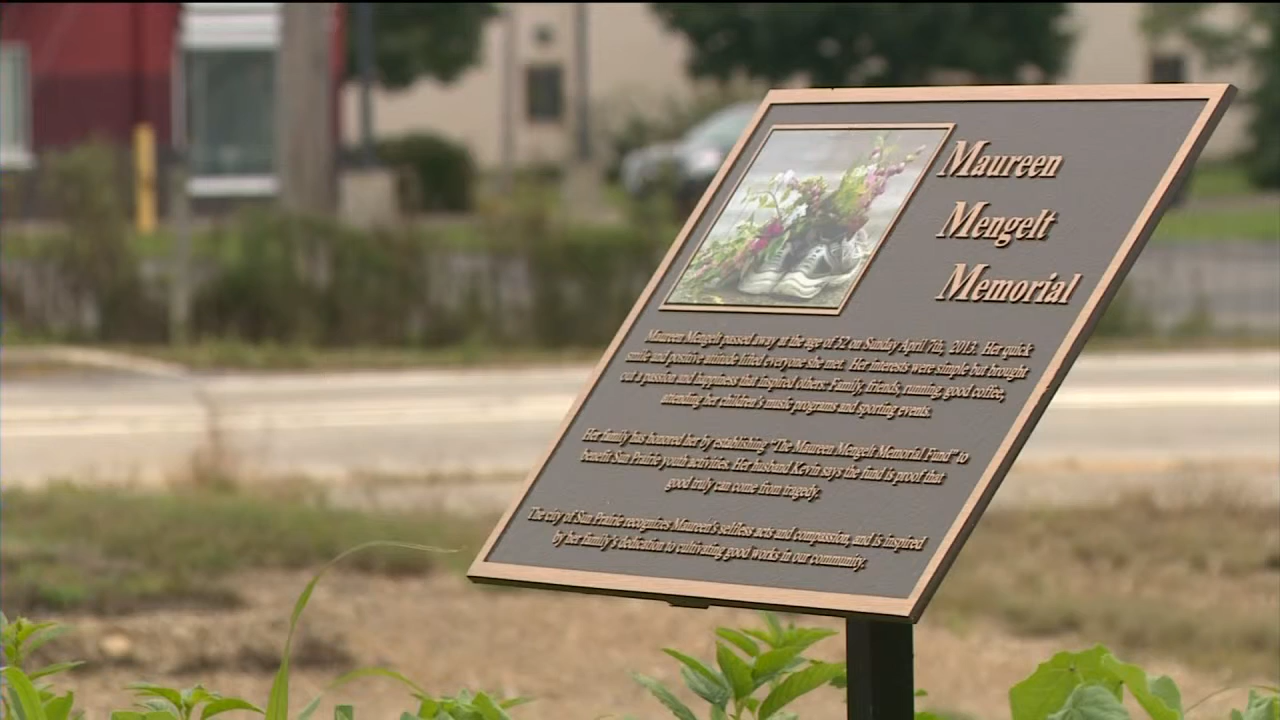 Maureen
Mengelt
Memorial
Maureen Mengelt passed away at the age of 52 on Sunday April 7th, 2013. Her quick
smile and positive attitude lifted everyone she met. Her interests were simple but brought
out a passion and happiness that inspired others: Family, friends, running, good coffee,
attending her children's music programs and sporting events.
Her family has honored her by establishing "The Maureen Mengelt Memorial Fund" to
benefit Sun Prairie youth activities. Her husband Kevin says the fund is proof that
good truly can come from tragedy.
The city of Sun Prairie recognizes Maureen's selfless acts and compassion, and is inspired
by her family's dedication to cultivating good works in our community.